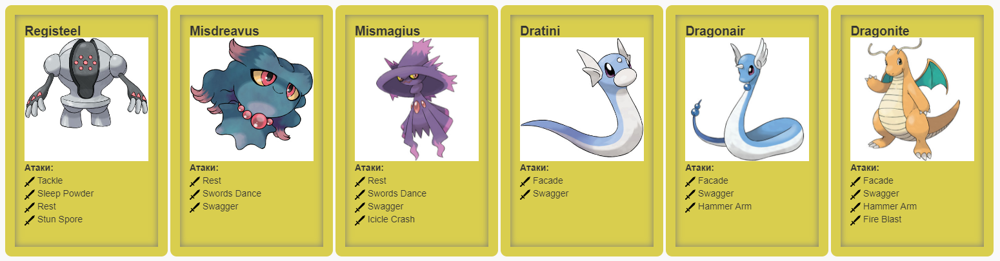 Registeel
Атаки:
Tackle
Sleep Powder
Rest
Stun Spore
Misdreavus
Атаки:
Rest
Swords Dance
Swagger
Mismagius
Атаки:
Rest
Swords Dance
Swagger
Icicle Crash
Dratini
Атаки:
Facade
Swagger
Dragonair
Атаки:
Facade
Swagger
Hammer Arm
Dragonite
Атаки:
Facade
Swagger
Hammer Arm
Fire Blast